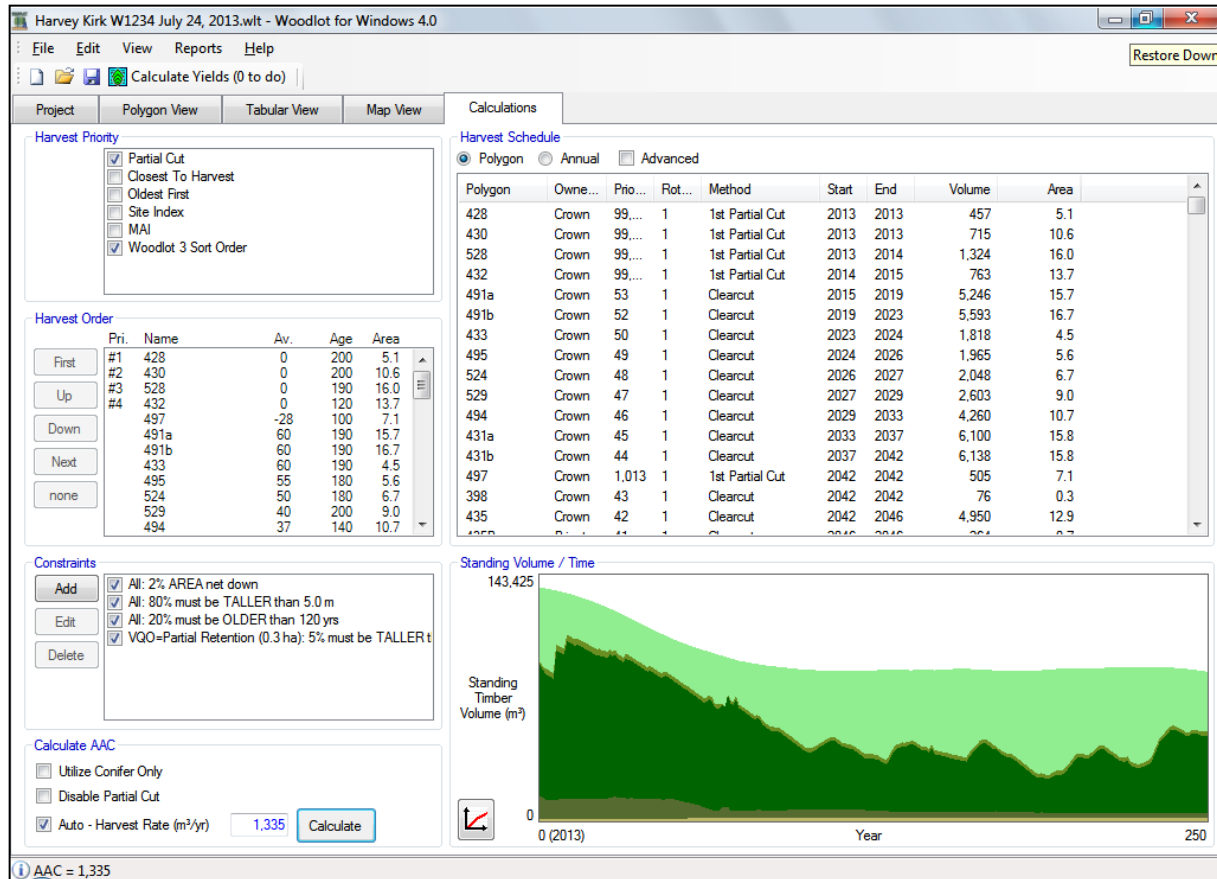 Harvey Kirk W1234 July 24, 2013.wlt - Woodlot for Windows 4.0
File Edit View Reports Help
Restore Down
Calculate Yields (0 to do)
Project Polygon View Tabular View Map View Calculations
Harvest Priority
Partial Cut
Closest To Harvest
Oldest First
Site Index
MAI
Woodlot 3 Sort Order
Harvest Order
Pri. Name Av. Age Area
First
Up
Down
Next
none
#1 428 0 200 5.1
#2 430 0 200 10.6
#3 528 0 190 16.0
#4 432 0 120 13.7
497 -28 100 7.1
491a 60 190 15.7
491b 60 190 16.7
433 60 190 4.5
495 55 180 5.6
524 50 180 6.7
529 40 200 9.0
494 37 140 10.7
Constraints
Add
Edit
Delete
All: 2% AREA net down
All: 80% must be TALLER than 5.0 m
All: 20% must be OLDER than 120 yrs
VQO=Partial Retention (0.3 ha): 5% must be TALLER t
Calculate AAC
Utilize Conifer Only
Disable Partial Cut
Auto - Harvest Rate (m³/yr) 1,335 Calculate
Harvest Schedule
Polygon Annual Advanced
Polygon Owne... Prio... Rot... Method Start End Volume Area
428 Crown 99,... 1 1st Partial Cut 2013 2013 457 5.1
430 Crown 99,... 1 1st Partial Cut 2013 2013 715 10.6
528 Crown 99,... 1 1st Partial Cut 2013 2014 1,324 16.0
432 Crown 99,... 1 1st Partial Cut 2014 2015 763 13.7
491a Crown 53 1 Clearcut 2015 2019 5,246 15.7
491b Crown 52 1 Clearcut 2019 2023 5,593 16.7
433 Crown 50 1 Clearcut 2023 2024 1,818 4.5
495 Crown 49 1 Clearcut 2024 2026 1,965 5.6
524 Crown 48 1 Clearcut 2026 2027 2,048 6.7
529 Crown 47 1 Clearcut 2027 2029 2,603 9.0
494 Crown 46 1 Clearcut 2029 2033 4,260 10.7
431a Crown 45 1 Clearcut 2033 2037 6,100 15.8
431b Crown 44 1 Clearcut 2037 2042 6,138 15.8
497 Crown 1,013 1 1st Partial Cut 2042 2042 505 7.1
398 Crown 43 1 Clearcut 2042 2042 76 0.3
435 Crown 42 1 Clearcut 2042 2046 4,950 12.9
Standing Volume / Time
143,425
Standing
Timber
Volume (m³)
0
0 (2013) Year 250
AAC = 1,335